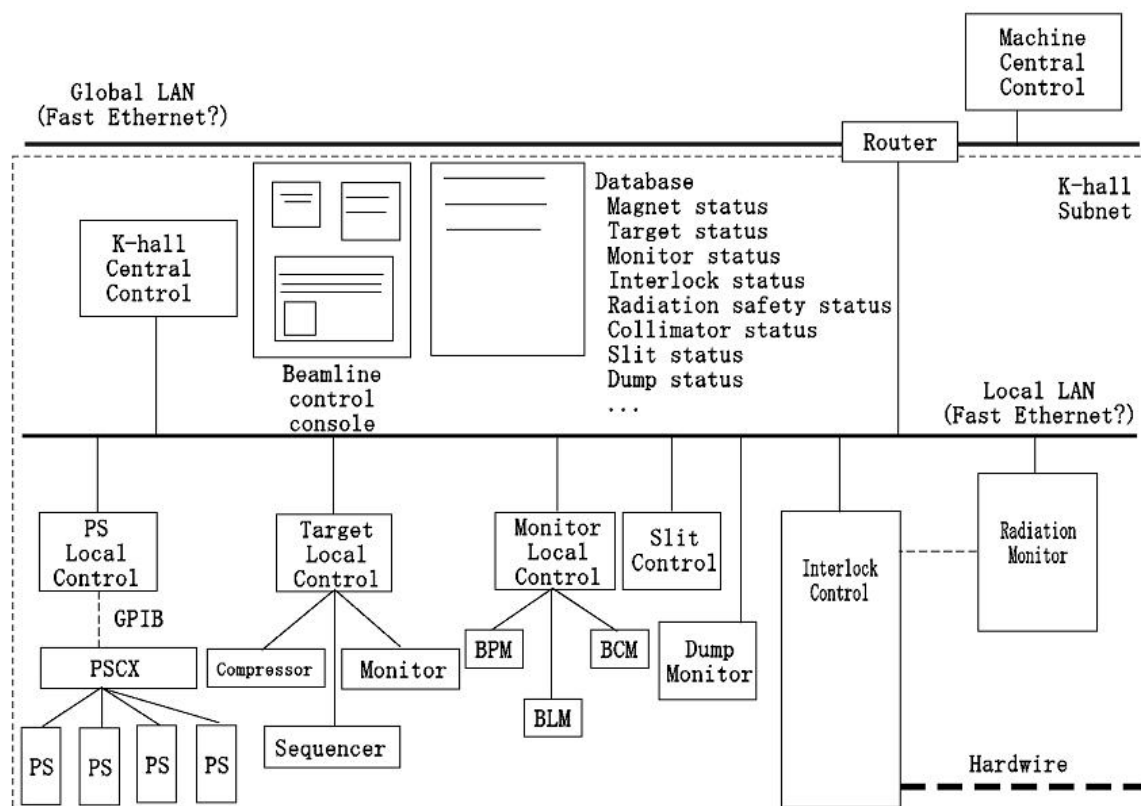 Machine
Central
Control
Global LAN
(Fast Ethernet?)
Router
K-hall
Subnet
K-hall
Central
Control
Beamline
control
console
Database
Magnet status
Target status
Monitor status
Interlock status
Radiation safety status
Collimator status
Slit status
Dump status
...
Local LAN
(Fast Ethernet?)
PS
Local
Control
GPIB
PSCX
PS
PS
PS
PS
Target
Local
Control
Compressor
Monitor
Sequencer
Monitor
Local
Control
BPM
BCM
BLM
Slit
Control
Dump
Monitor
Interlock
Control
Radiation
Monitor
Hardwire